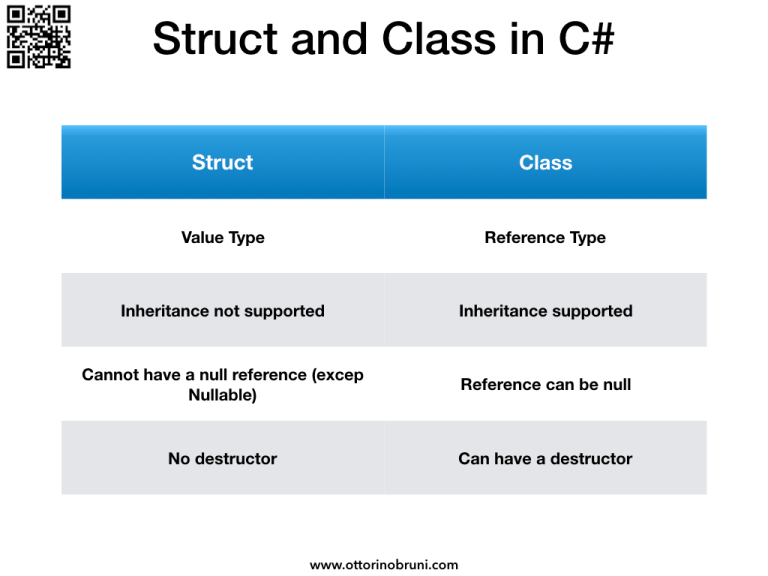 Struct and Class in C#
Struct
Class
Value Type
Reference Type
Inheritance not supported
Inheritance supported
Cannot have a null reference (excep
Nullable)
Reference can be null
No destructor
Can have a destructor
www.ottorinobruni.com